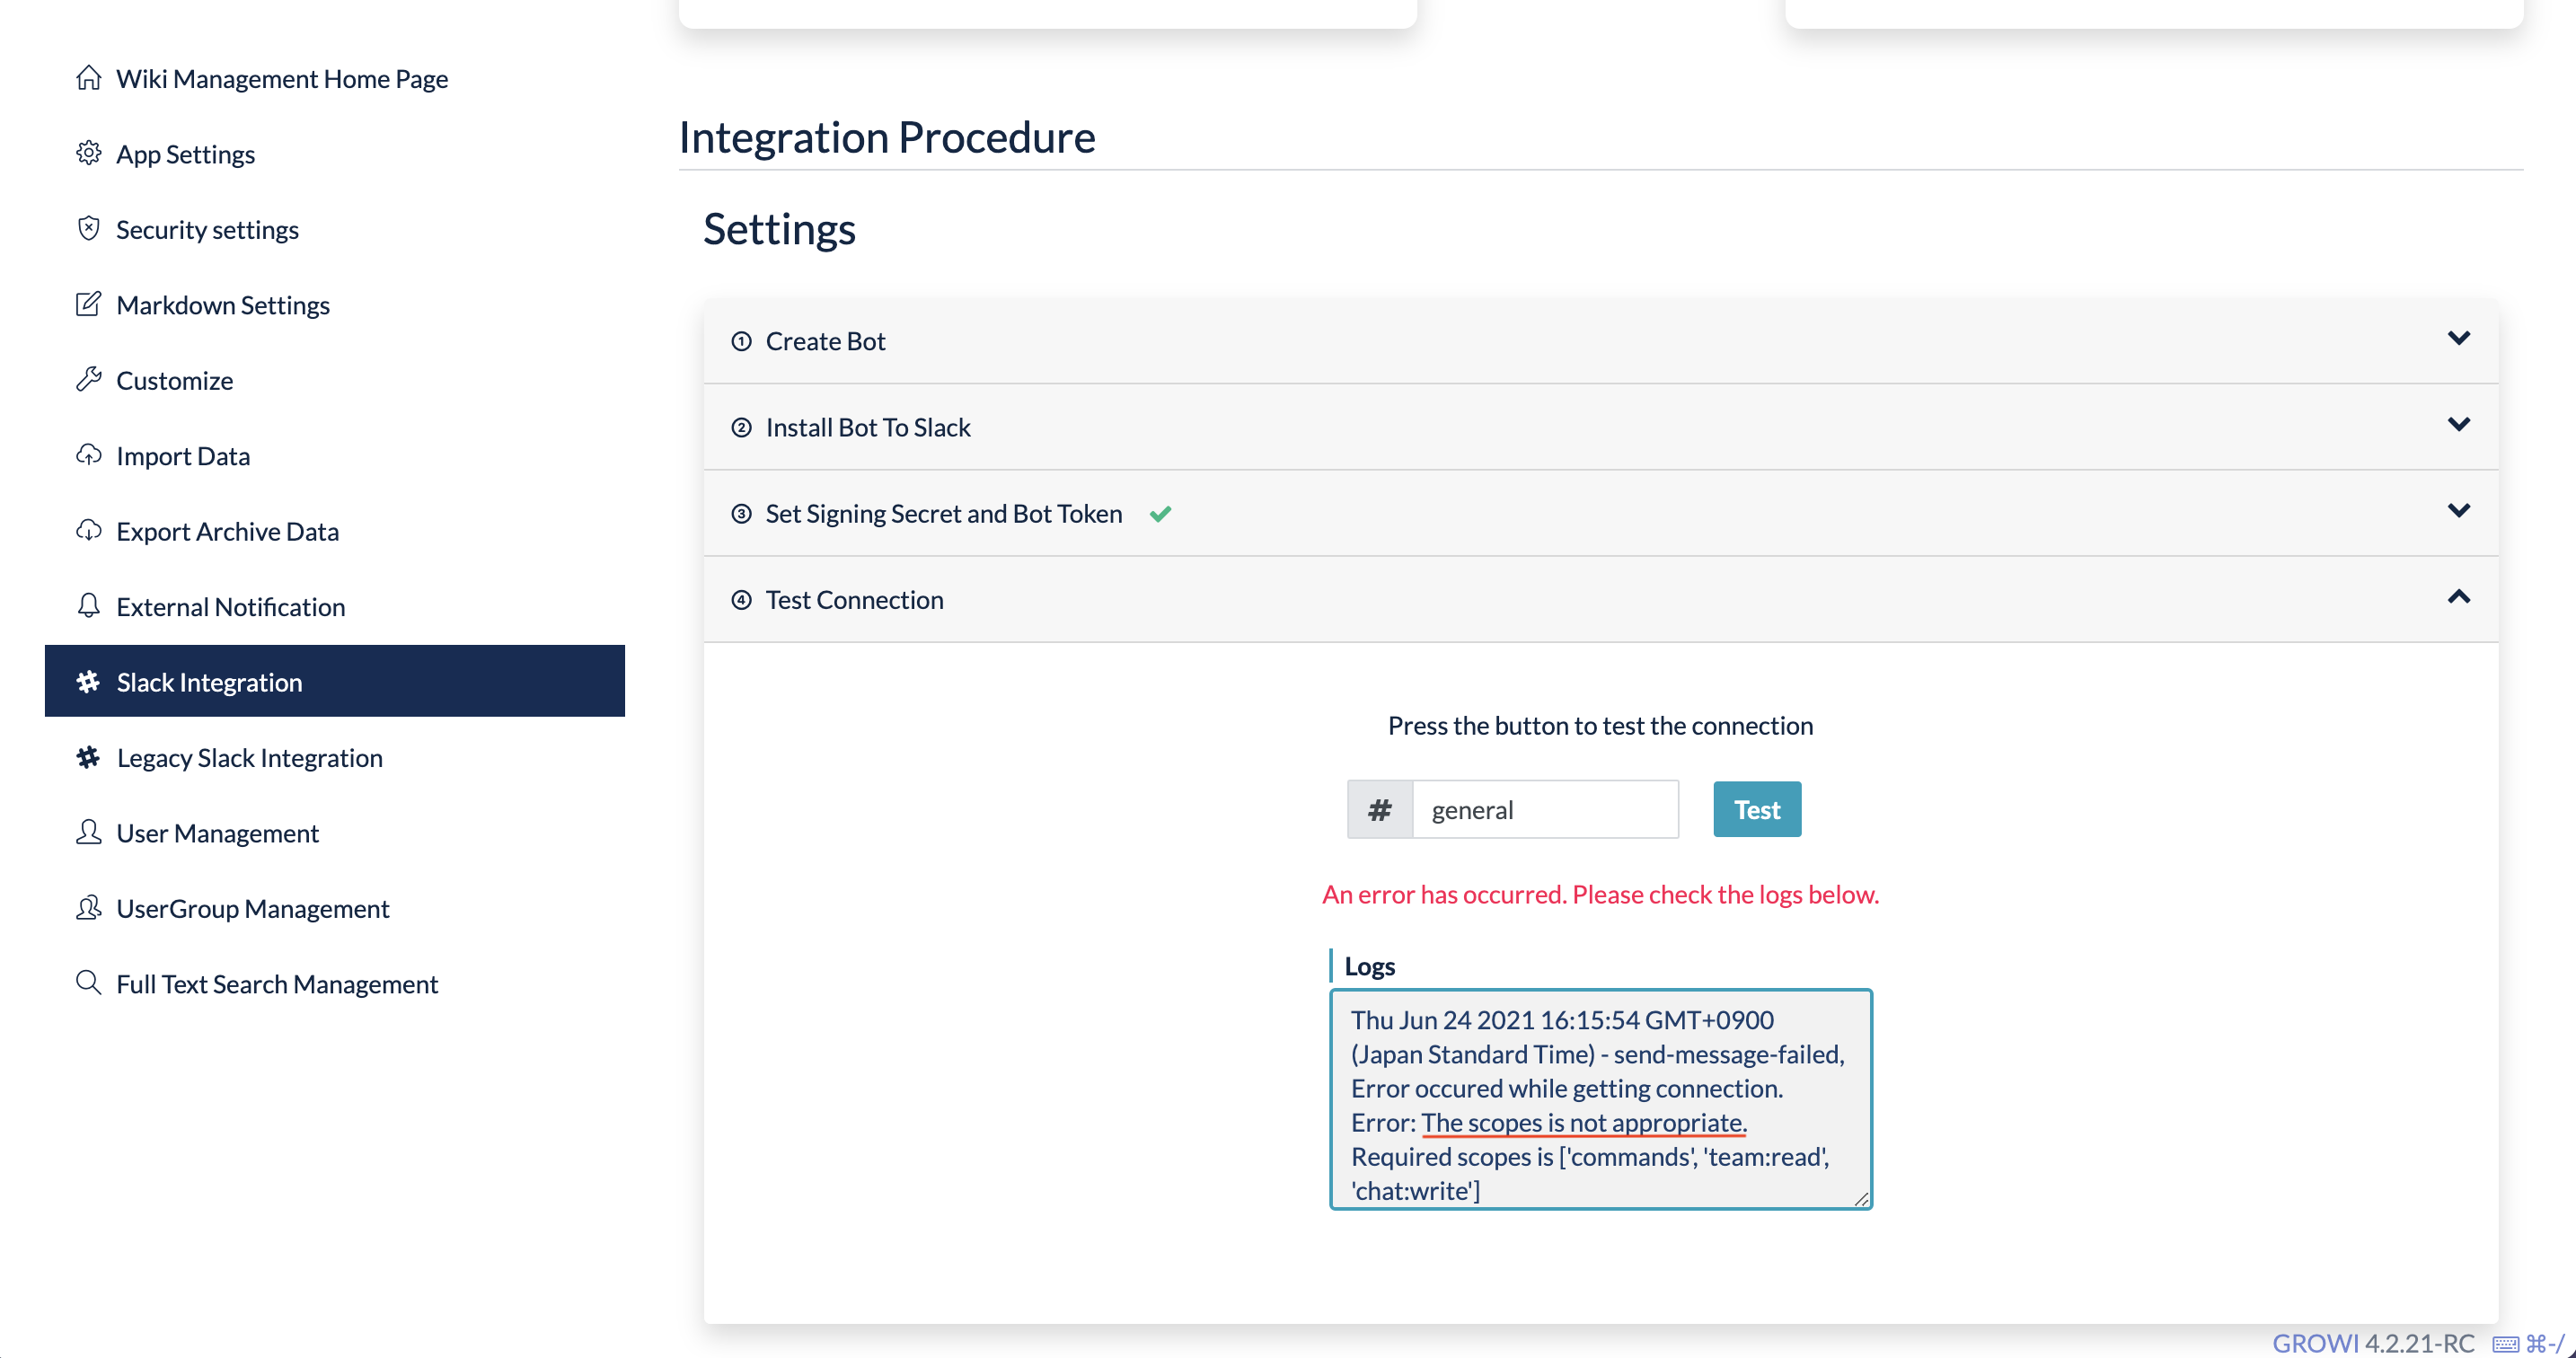 Wiki Management Home Page
App Settings
Security settings
Markdown Settings
Customize
Import Data
Export Archive Data
External Notification
Slack Integration
Legacy Slack Integration
User Management
UserGroup Management
Full Text Search Management
Integration Procedure
Settings
① Create Bot
② Install Bot To Slack
③ Set Signing Secret and Bot Token
④ Test Connection
Press the button to test the connection
# general Test
An error has occurred. Please check the logs below.
Logs
Thu Jun 24 2021 16:15:54 GMT+0900
(Japan Standard Time) - send-message-failed,
Error occured while getting connection.
Error: The scopes is not appropriate.
Required scopes is ['commands', 'team:read',
'chat:write']
GROWI 4.2.21-RC ⌘-/